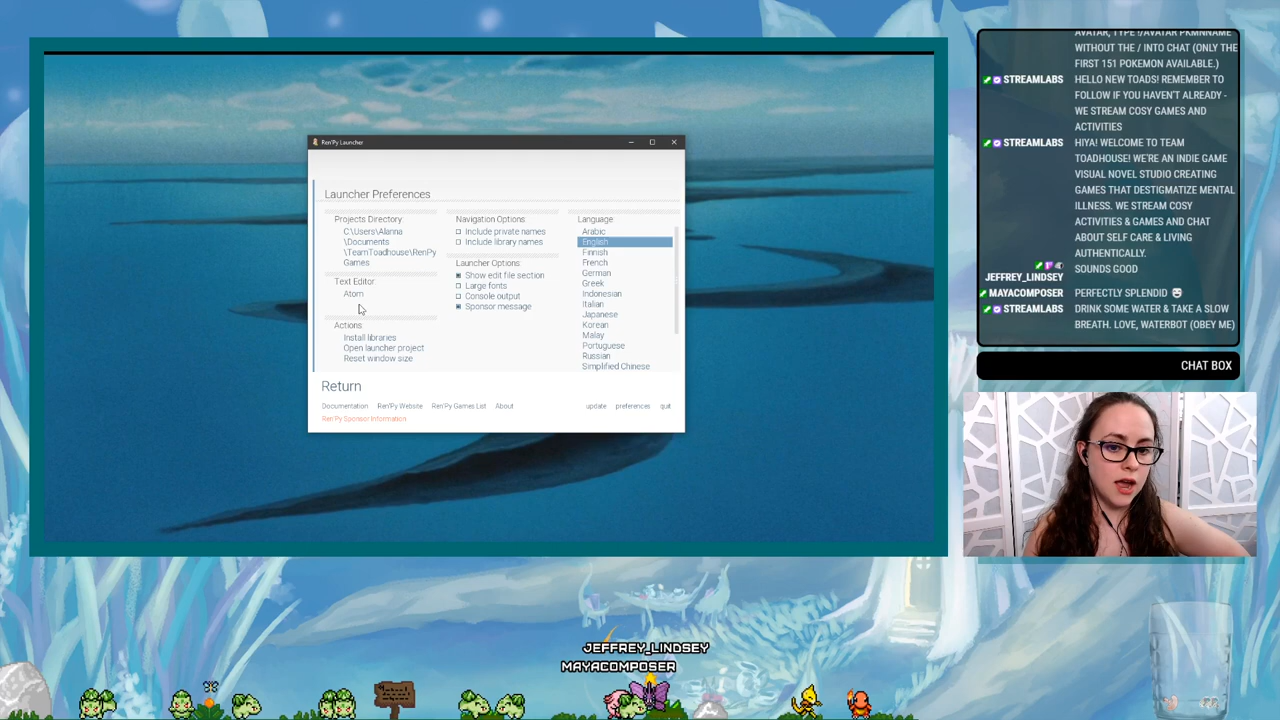 Ren'Py Launcher
Launcher Preferences
Projects Directory:
C:\Users\Alanna
\Documents
\TeamToadhouse\RenPy
Games
Text Editor
Atom
Actions:
Install libraries
Open launcher project
Reset window size
Navigation Options
Include private names
Include library names
Launcher Options:
Show edit file section
Large fonts
Console output
Sponsor message
Language
Arabic
English
Finnish
French
German
Greek
Indonesian
Italian
Japanese
Korean
Malay
Portuguese
Russian
Simplified Chinese
Return
Documentation Ren'Py Website Ren'Py Games List About update preferences quit
Ren'Py Sponsor Information
AVATAR, TYPE !/AVATAR PKMNNAME
WITHOUT THE / INTO CHAT (ONLY THE
FIRST 151 POKEMON AVAILABLE.)
STREAMLABS HELLO NEW TOADS! REMEMBER TO
FOLLOW IF YOU HAVEN'T ALREADY -
WE STREAM COSY GAMES AND
ACTIVITIES
STREAMLABS HIYA! WELCOME TO TEAM
TOADHOUSE! WE'RE AN INDIE GAME
VISUAL NOVEL STUDIO CREATING
GAMES THAT DESTIGMATIZE MENTAL
ILLNESS. WE STREAM COSY
ACTIVITIES & GAMES AND CHAT
ABOUT SELF CARE & LIVING
AUTHENTICALLY.
JEFFREY_LINDSEY SOUNDS GOOD
MAYACOMPOSER PERFECTLY SPLENDID
STREAMLABS DRINK SOME WATER & TAKE A SLOW
BREATH. LOVE, WATERBOT (OBEY ME)
CHAT BOX
JEFFREY_LINDSEY
MAYACOMPOSER